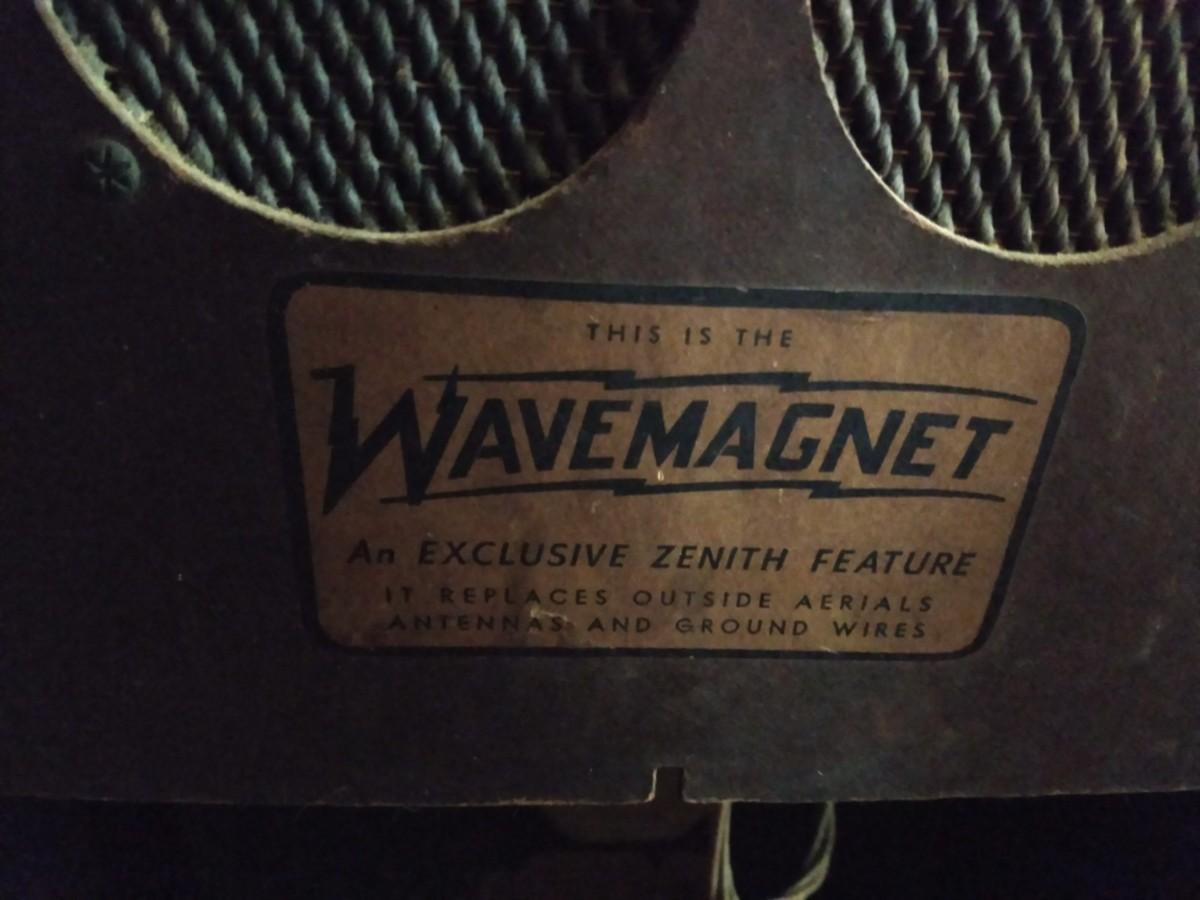 THIS IS THE
WAVEMAGNET
An EXCLUSIVE ZENITH FEATURE
IT REPLACES OUTSIDE AERIALS
ANTENNAS AND GROUND WIRES